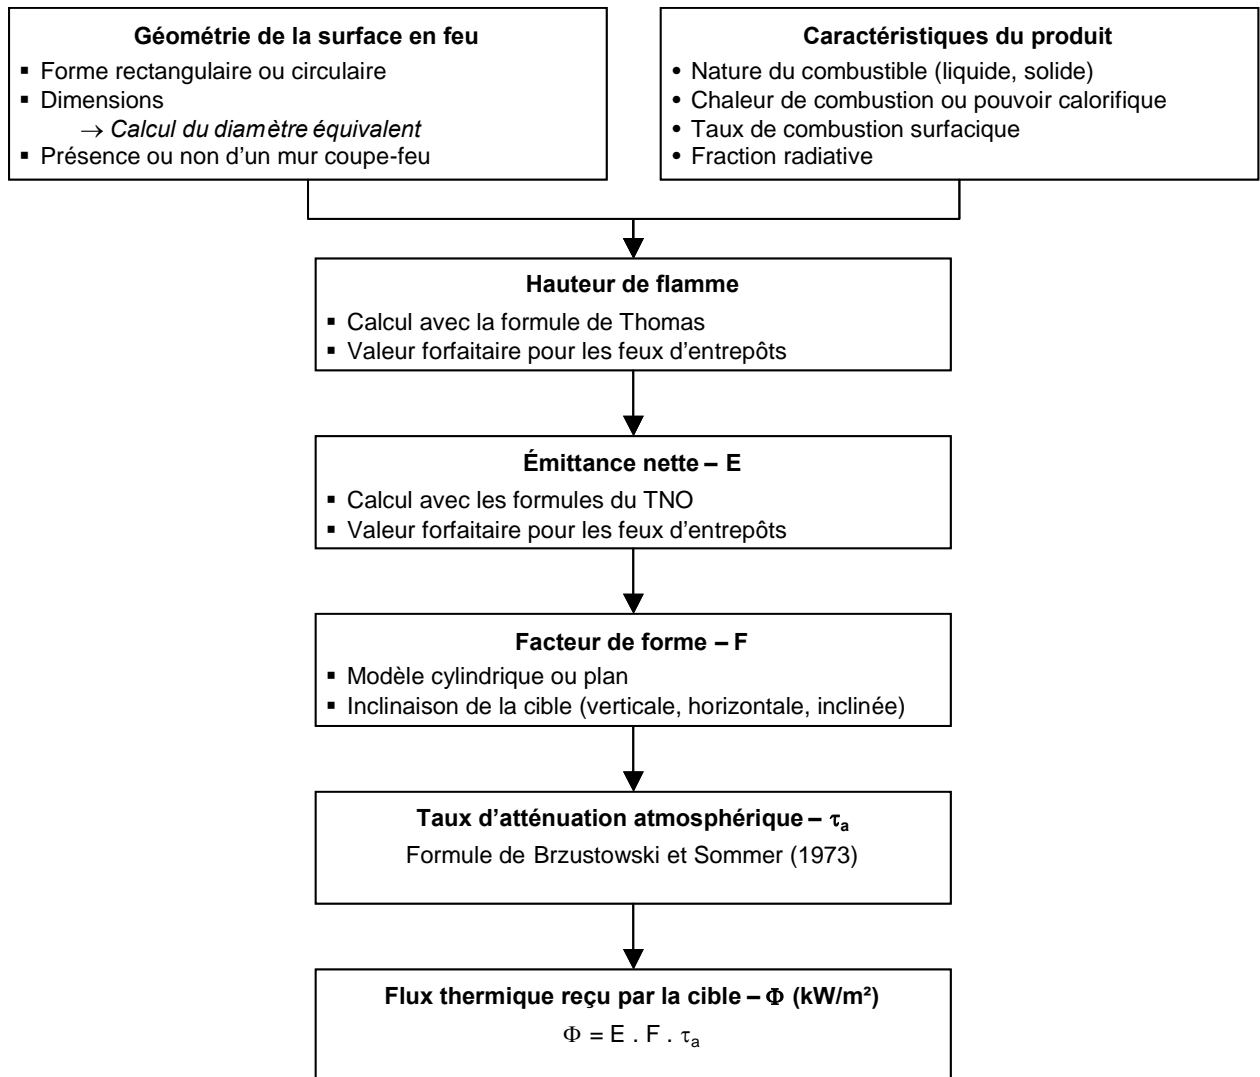 Géométrie de la surface en feu
▪ Forme rectangulaire ou circulaire
▪ Dimensions
→ Calcul du diamètre équivalent
▪ Présence ou non d’un mur coupe-feu
Caractéristiques du produit
• Nature du combustible (liquide, solide)
• Chaleur de combustion ou pouvoir calorifique
• Taux de combustion surfacique
• Fraction radiative
Hauteur de flamme
▪ Calcul avec la formule de Thomas
▪ Valeur forfaitaire pour les feux d’entrepôts
Émittance nette – E
▪ Calcul avec les formules du TNO
▪ Valeur forfaitaire pour les feux d’entrepôts
Facteur de forme – F
▪ Modèle cylindrique ou plan
▪ Inclinaison de la cible (verticale, horizontale, inclinée)
Taux d’atténuation atmosphérique – τa
Formule de Brzustowski et Sommer (1973)
Flux thermique reçu par la cible – Φ (kW/m²)
Φ = E . F . τa